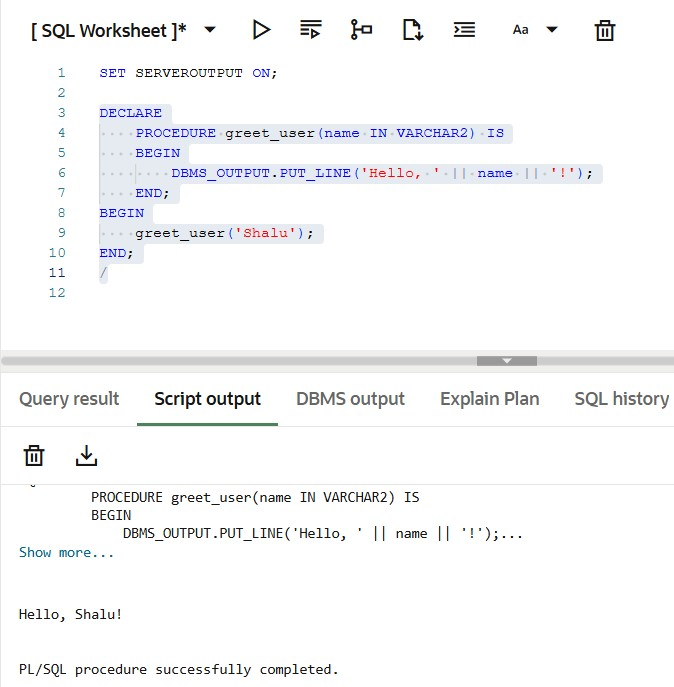 [ SQL Worksheet ]*
Aa
1 SET SERVEROUTPUT ON;
2
3 DECLARE
4 PROCEDURE greet_user(name IN VARCHAR2) IS
5 BEGIN
6 DBMS_OUTPUT.PUT_LINE('Hello, ' || name || '!');
7 END;
8 BEGIN
9 greet_user('Shalu');
10 END;
11 /
12
Query result Script output DBMS output Explain Plan SQL history
PROCEDURE greet_user(name IN VARCHAR2) IS
BEGIN
DBMS_OUTPUT.PUT_LINE('Hello, ' || name || '!');...
Show more...
Hello, Shalu!
PL/SQL procedure successfully completed.